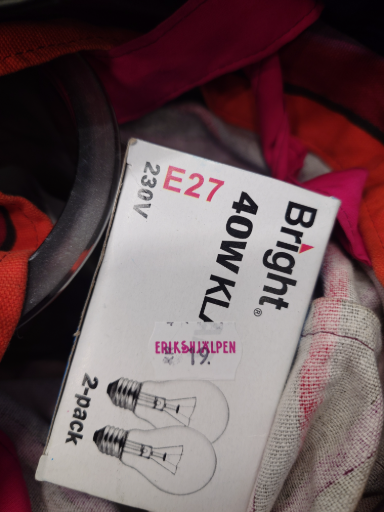 Bright®
40W KL
E27
230V
ERIKSHJÄLPEN
2-pack